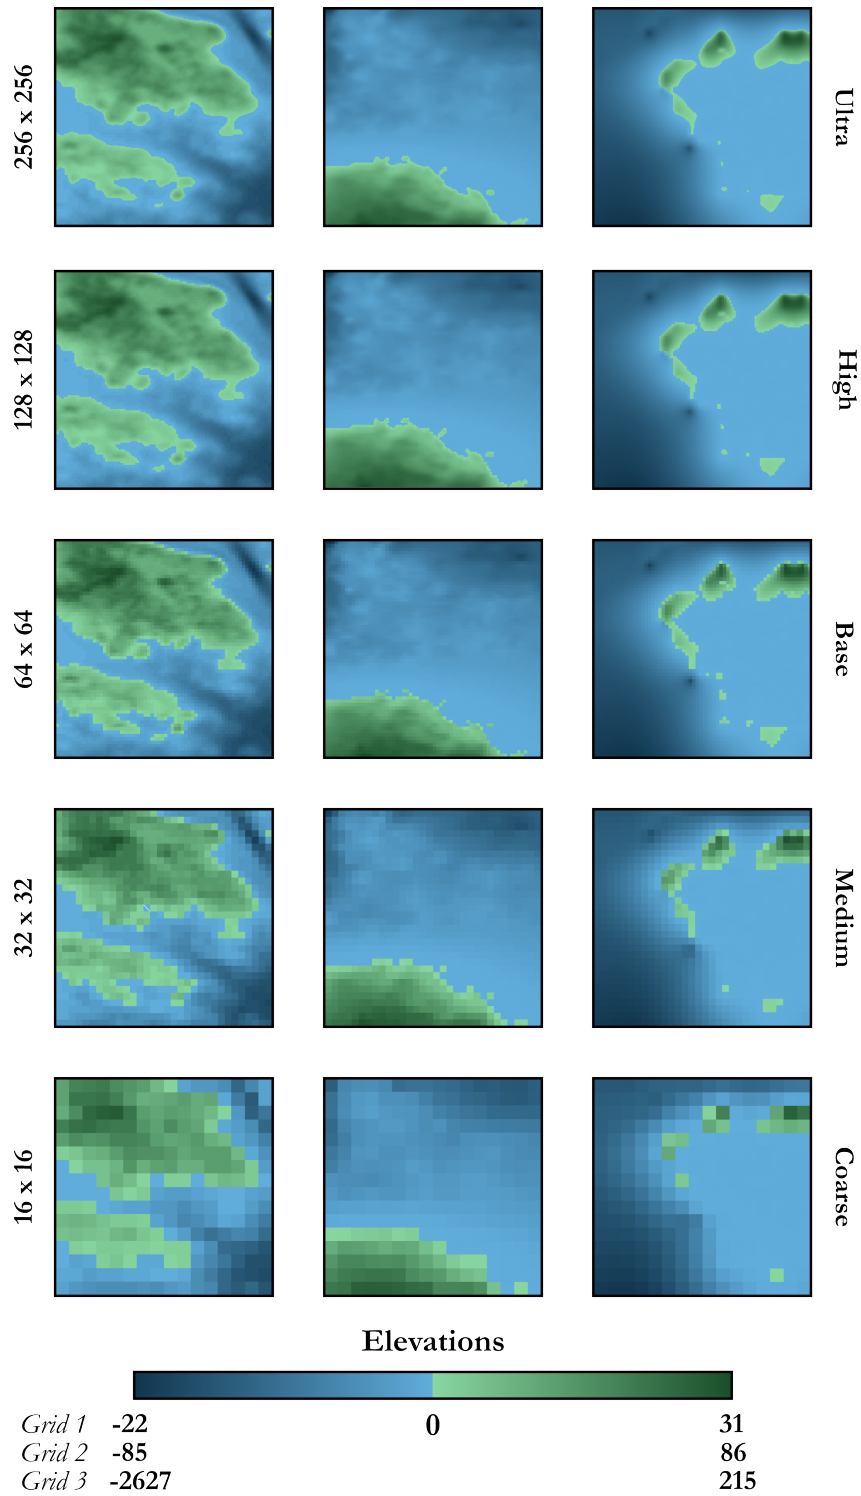 256 x 256
Ultra
128 x 128
High
64 x 64
Base
32 x 32
Medium
16 x 16
Coarse
Elevations
Grid 1 -22 0 31
Grid 2 -85 86
Grid 3 -2627 215